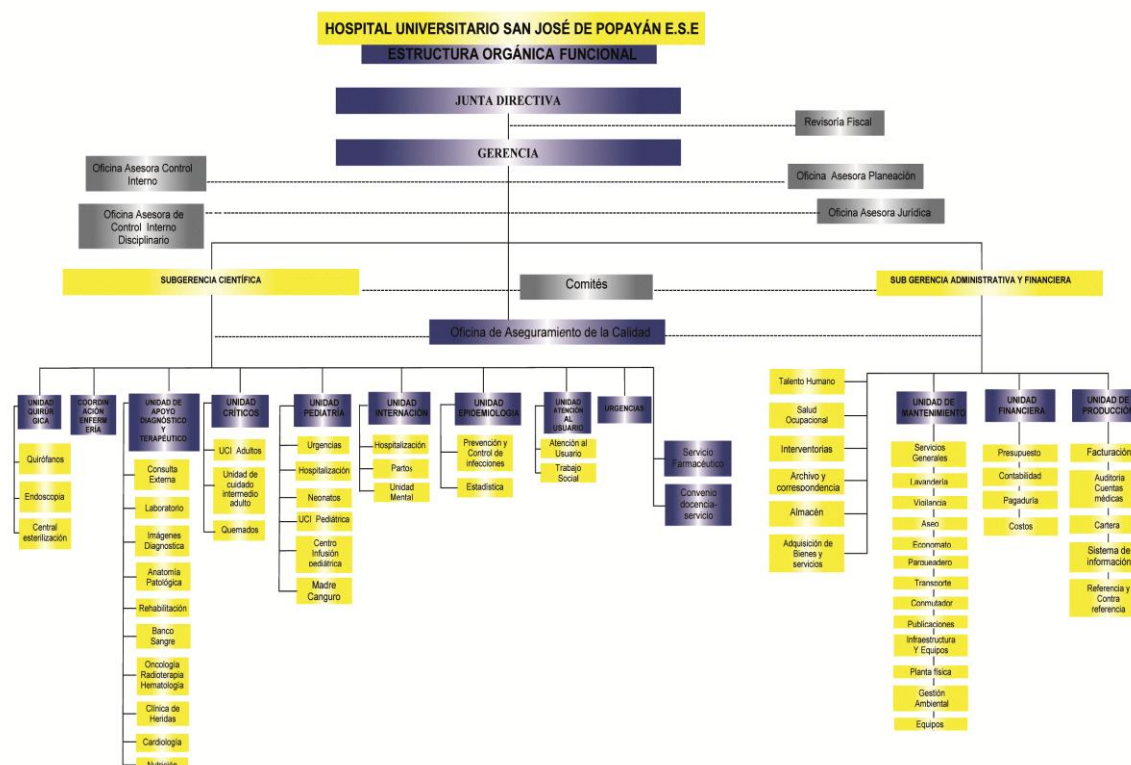 HOSPITAL UNIVERSITARIO SAN JOSÉ DE POPAYÁN E.S.E
ESTRUCTURA ORGÁNICA FUNCIONAL
JUNTA DIRECTIVA
Revisoría Fiscal
GERENCIA
Oficina Asesora Control
Interno
Oficina Asesora Planeación
Oficina Asesora de
Control Interno
Disciplinario
Oficina Asesora Jurídica
SUBGERENCIA CIENTÍFICA
Comités
SUB GERENCIA ADMINISTRATIVA Y FINANCIERA
Oficina de Aseguramiento de la Calidad
UNIDAD
QUIRÚR
GICA
Quirófanos
Endoscopia
Central
esterilización
COORDI
NACIÓN
ENFERM
ERÍA
UNIDAD DE
APOYO
DIAGNÓSTICO
Y
TERAPÉUTICO
Consulta
Externa
Laboratorio
Imágenes
Diagnostica
Anatomía
Patológica
Rehabilitación
Banco
Sangre
Oncología
Radioterapia
Hematología
Clínica de
Heridas
Cardiología
Nutrición
UNIDAD
CRÍTICOS
UCI Adultos
Unidad de
cuidado
intermedio
adulto
Quemados
UNIDAD
PEDIATRÍA
Urgencias
Hospitalización
Neonatos
UCI Pediátrica
Centro
Infusión
pediátrica
Madre
Canguro
UNIDAD
INTERNACIÓN
Hospitalización
Partos
Unidad
Mental
UNIDAD
EPIDEMIOLOGIA
Prevención y
Control de
infecciones
Estadística
UNIDAD
ATENCIÓN AL
USUARIO
Atención al
Usuario
Trabajo
Social
URGENCIAS
Servicio
Farmacéutico
Convenio
docencia-
servicio
Talento Humano
Salud
Ocupacional
Interventorias
Archivo y
correspondencia
Almacén
Adquisición de
Bienes y
servicios
UNIDAD DE
MANTENIMIENTO
Servicios
Generales
Lavandería
Vigilancia
Aseo
Economato
Parqueadero
Transporte
Conmutador
Publicaciones
Infraestructura
Y Equipos
Planta física
Gestión
Ambiental
Equipos
UNIDAD
FINANCIERA
Presupuesto
Contabilidad
Pagaduría
Costos
UNIDAD DE
PRODUCCIÓN
Facturación
Auditoria
Cuentas
médicas
Cartera
Sistema de
información
Referencia y
Contra
referencia